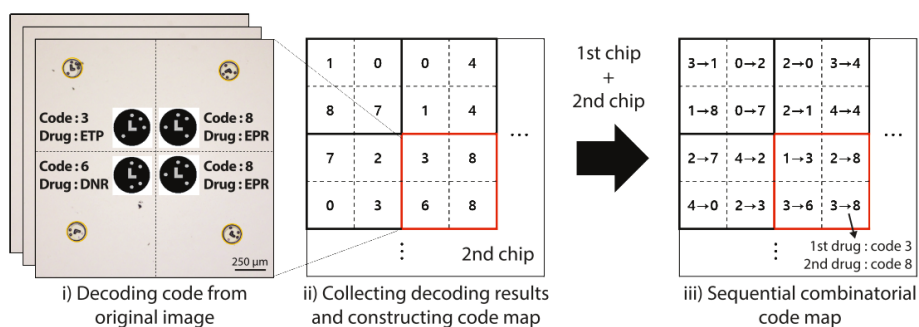 Code : 3
Drug : ETP
Code : 8
Drug : EPR
Code : 6
Drug : DNR
Code : 8
Drug : EPR
250 μm
i) Decoding code from
original image
1 0 0 4
8 7 1 4
7 2 3 8
0 3 6 8
...
⋮
2nd chip
ii) Collecting decoding results
and constructing code map
1st chip
+
2nd chip
3→1 0→2 2→0 3→4
1→8 0→7 2→1 4→4
2→7 4→2 1→3 2→8
4→0 2→3 3→6 3→8
...
⋮
1st drug : code 3
2nd drug : code 8
iii) Sequential combinatorial
code map